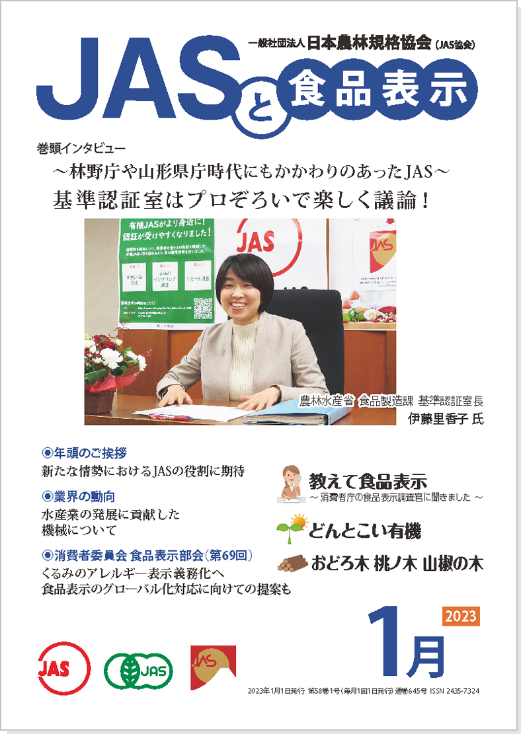 一般社団法人 日本農林規格協会 (JAS協会)
JASと食品表示
巻頭インタビュー
～林野庁や山形県庁時代にもかかわりのあったJAS～
基準認証室はプロぞろいで楽しく議論！
有機JASがより身近に！
認証が受けやすくなりました！
JAS
JAS
農林水産省 食品製造課 基準認証室長
伊藤里香子 氏
◉年頭のご挨拶
新たな情勢におけるJASの役割に期待
◉業界の動向
水産業の発展に貢献した
機械について
◉消費者委員会 食品表示部会（第69回）
くるみのアレルギー表示義務化へ
食品表示のグローバル化対応に向けての提案も
教えて食品表示
～ 消費者庁の食品表示調査官に聞きました ～
どんとこい有機
おどろ木 桃ノ木 山椒の木
2023
1月
JAS
JAS
JAS
2023年1月1日発行 第58巻1号（毎月1回1日発行）通巻645号 ISSN 2435-7324